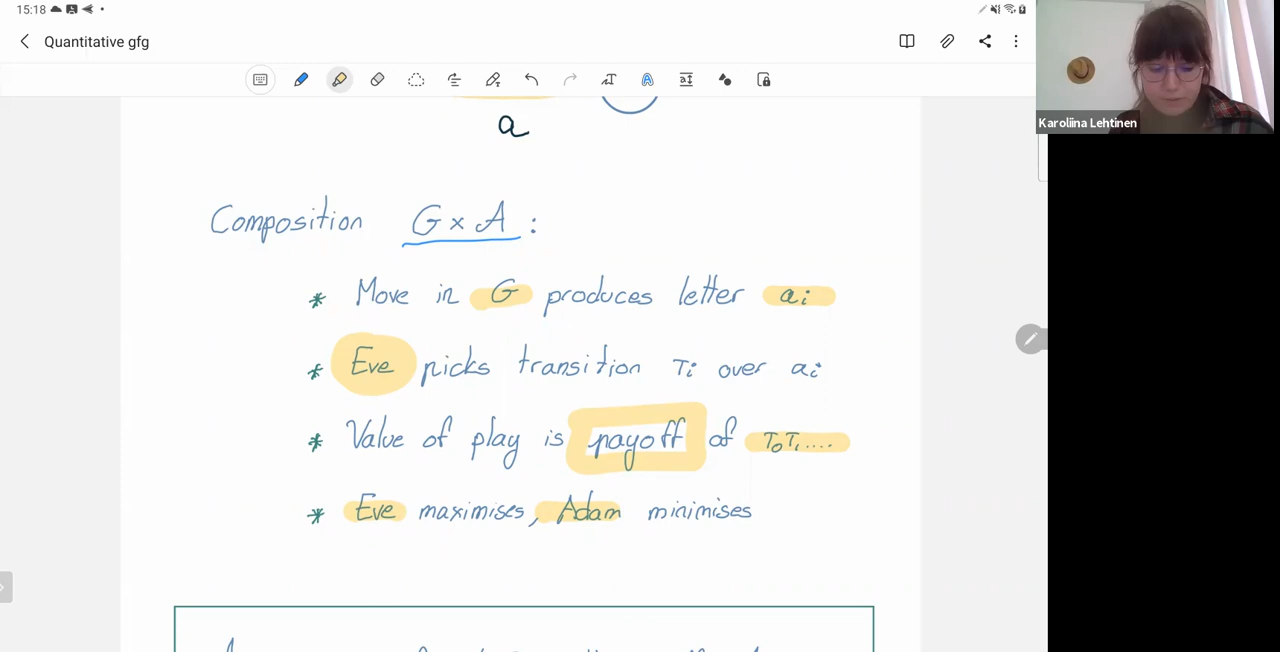 15:18
Quantitative gfg
Karoliina Lehtinen
a
Composition G × A :
* Move in G produces letter ai
* Eve picks transition τi over ai
* Value of play is payoff of τ0τ1....
* Eve maximises, Adam minimises